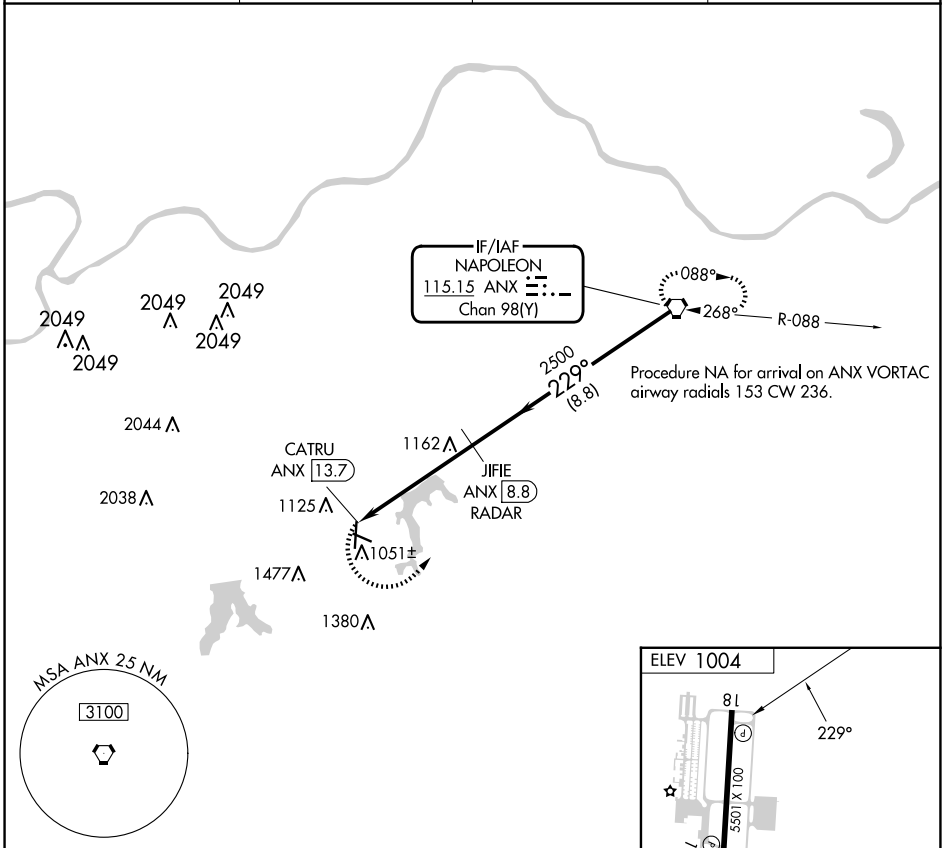 IF/IAF
NAPOLEON
115.15 ANX
Chan 98(Y)
088°
268°
R-088
Procedure NA for arrival on ANX VORTAC
airway radials 153 CW 236.
2500
229°
(8.8)
2049
2049
2049
2049
2049
2044
2038
1162
CATRU
ANX 13.7
1125
JIFIE
ANX 8.8
RADAR
1051±
1477
1380
MSA ANX 25 NM
3100
ELEV 1004
18
P
229°
5501 X 100
P